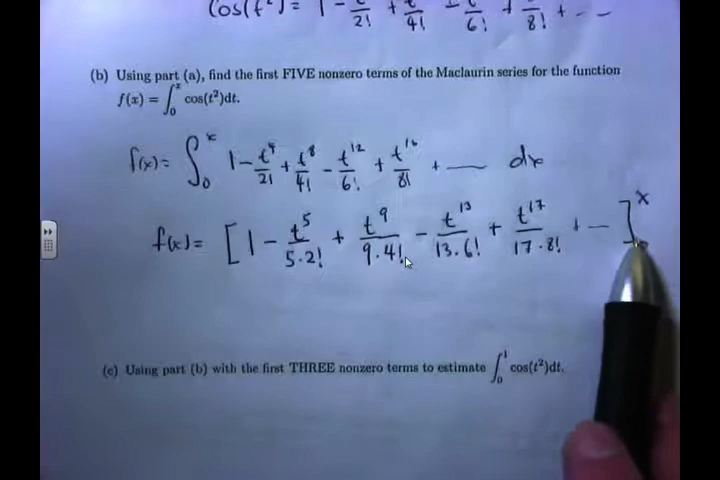 Cos(t²) = 1 - t⁴/2! + t⁸/4! - t¹²/6! + t¹⁶/8! + - -
(b) Using part (a), find the first FIVE nonzero terms of the Maclaurin series for the function
f(x) = ∫₀ˣ cos(t²)dt.
f(x) = ∫₀ˣ 1 - t⁴/2! + t⁸/4! - t¹²/6! + t¹⁶/8! + ---- dx
f(x) = [ 1 - t⁵/5·2! + t⁹/9·4! - t¹³/13·6! + t¹⁷/17·8! + -- ]₀ˣ
(c) Using part (b) with the first THREE nonzero terms to estimate ∫₀¹ cos(t²)dt.